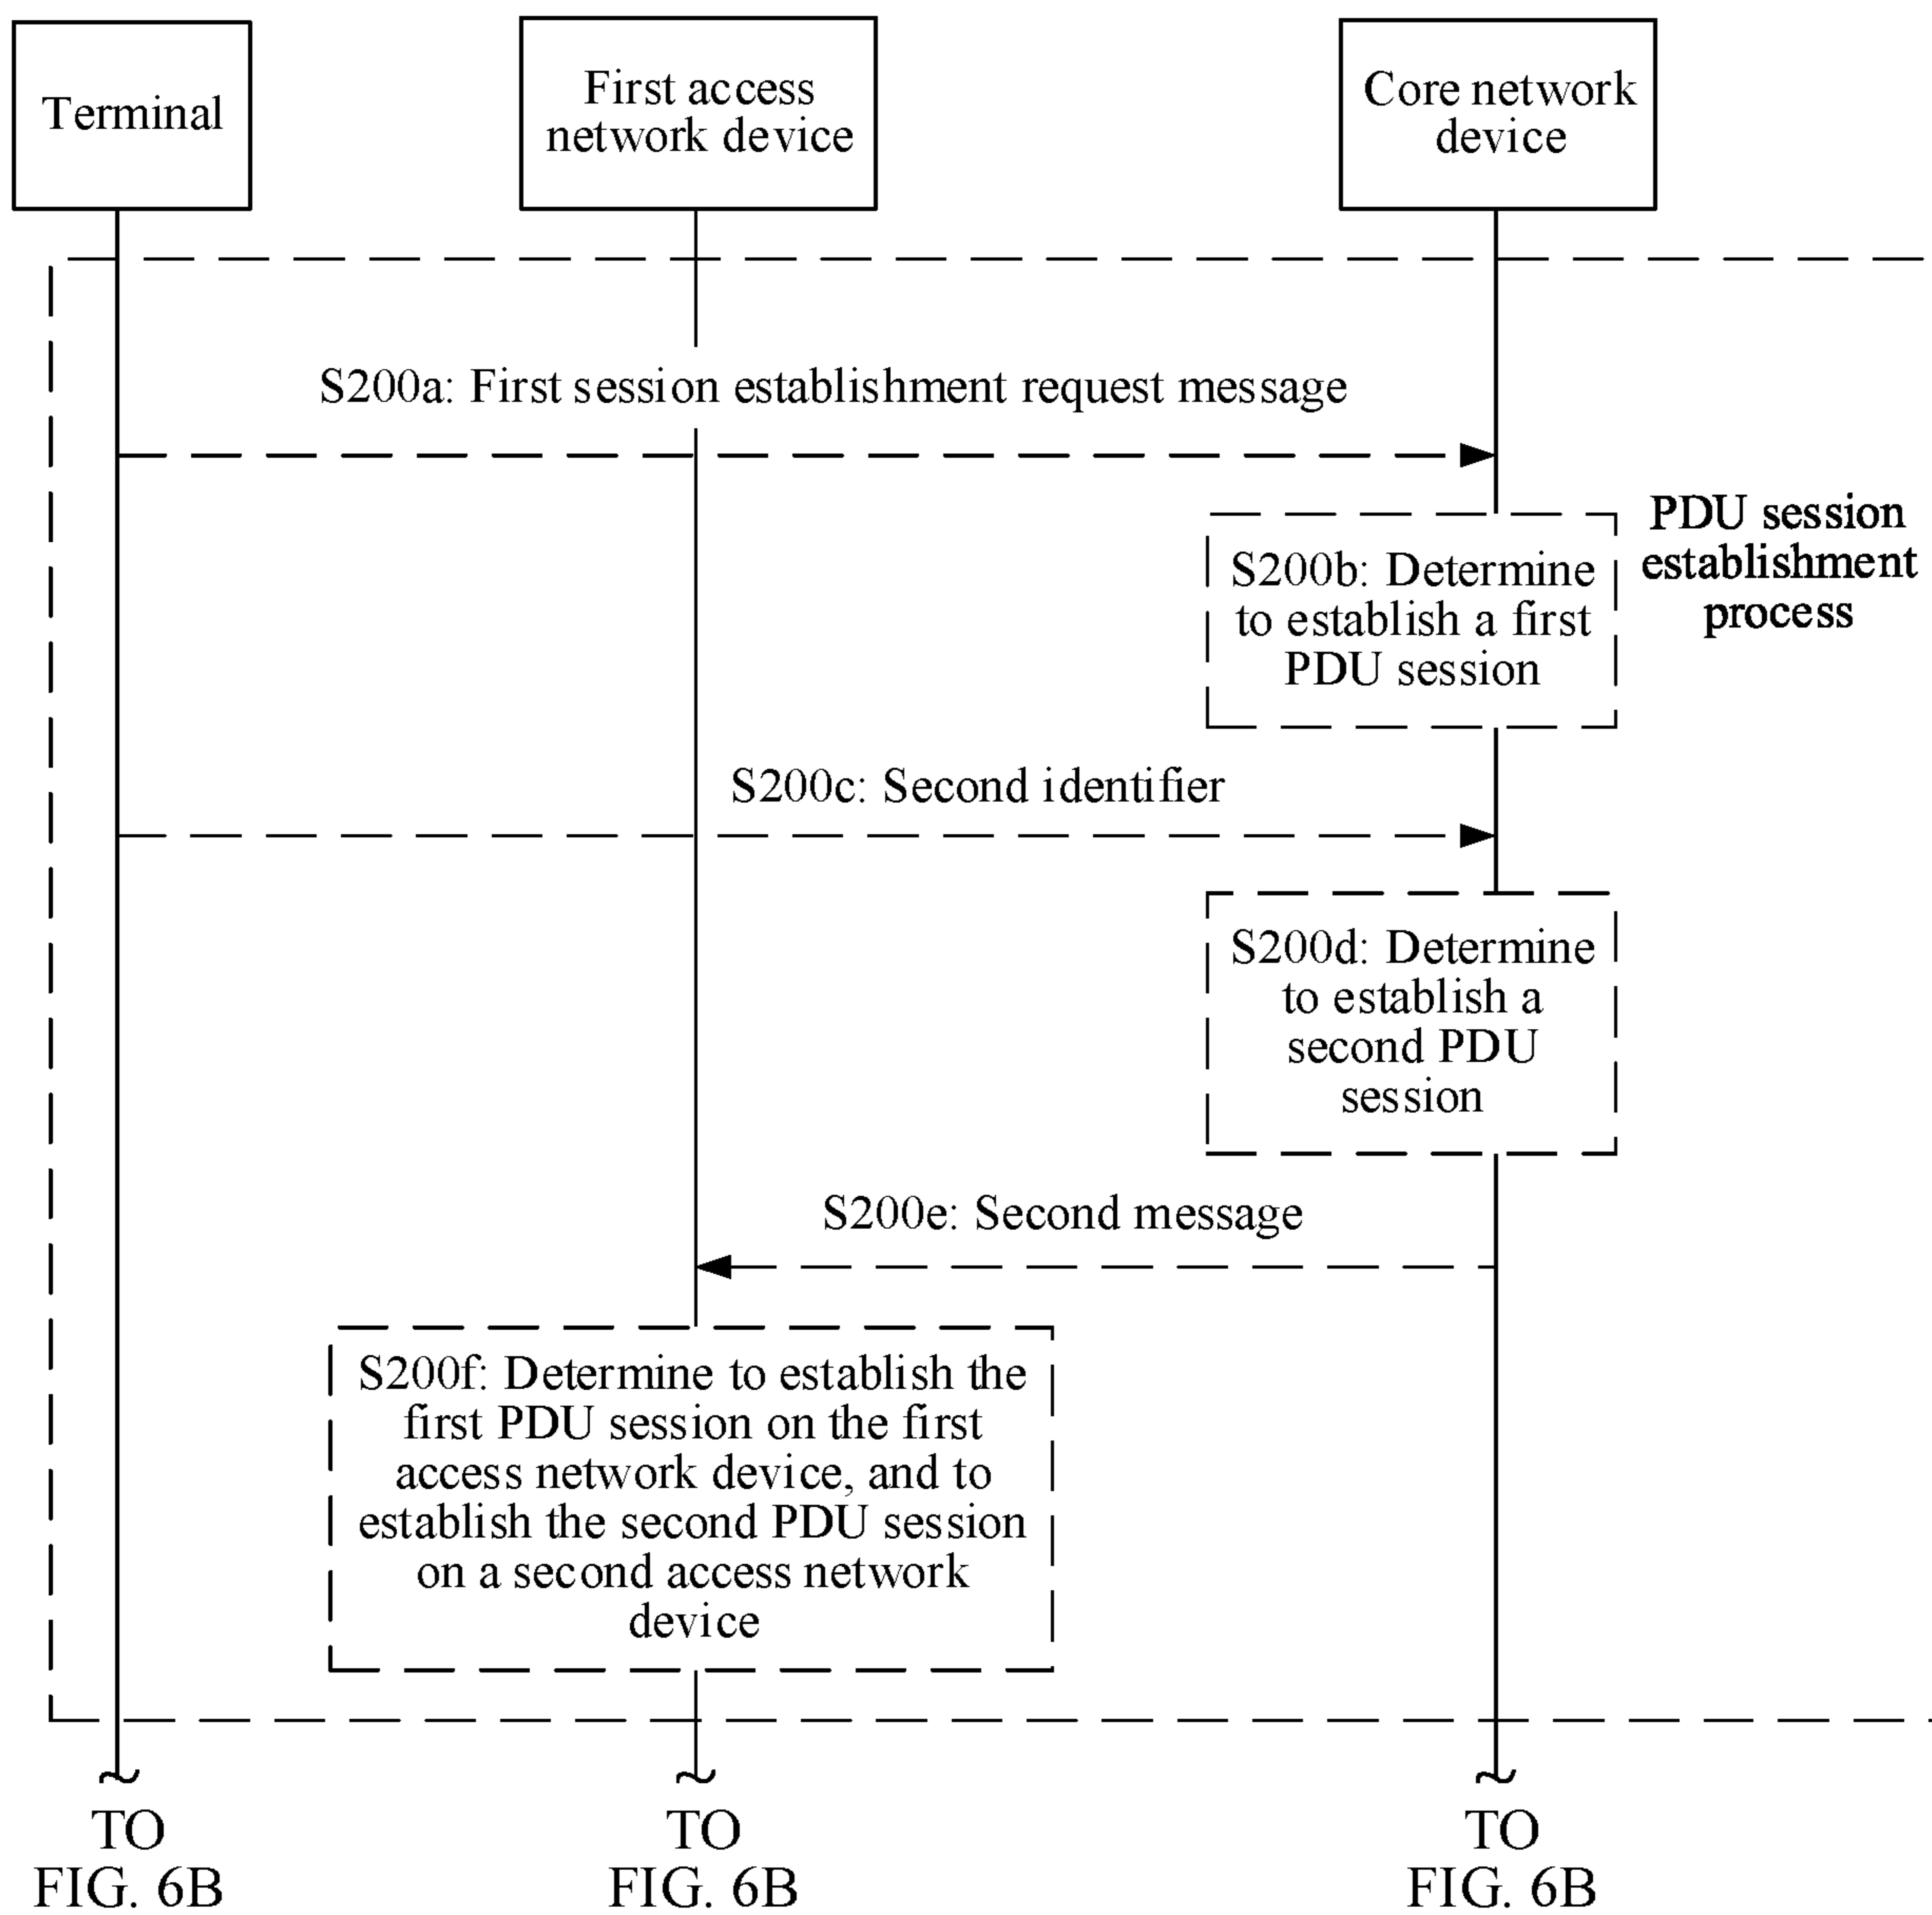 Terminal
First access
network device
Core network
device
S200a: First session establishment request message
PDU session
establishment
process
S200b: Determine
to establish a first
PDU session
S200c: Second identifier
S200d: Determine
to establish a
second PDU
session
S200e: Second message
S200f: Determine to establish the
first PDU session on the first
access network device, and to
establish the second PDU session
on a second access network
device
TO
FIG. 6B
TO
FIG. 6B
TO
FIG. 6B